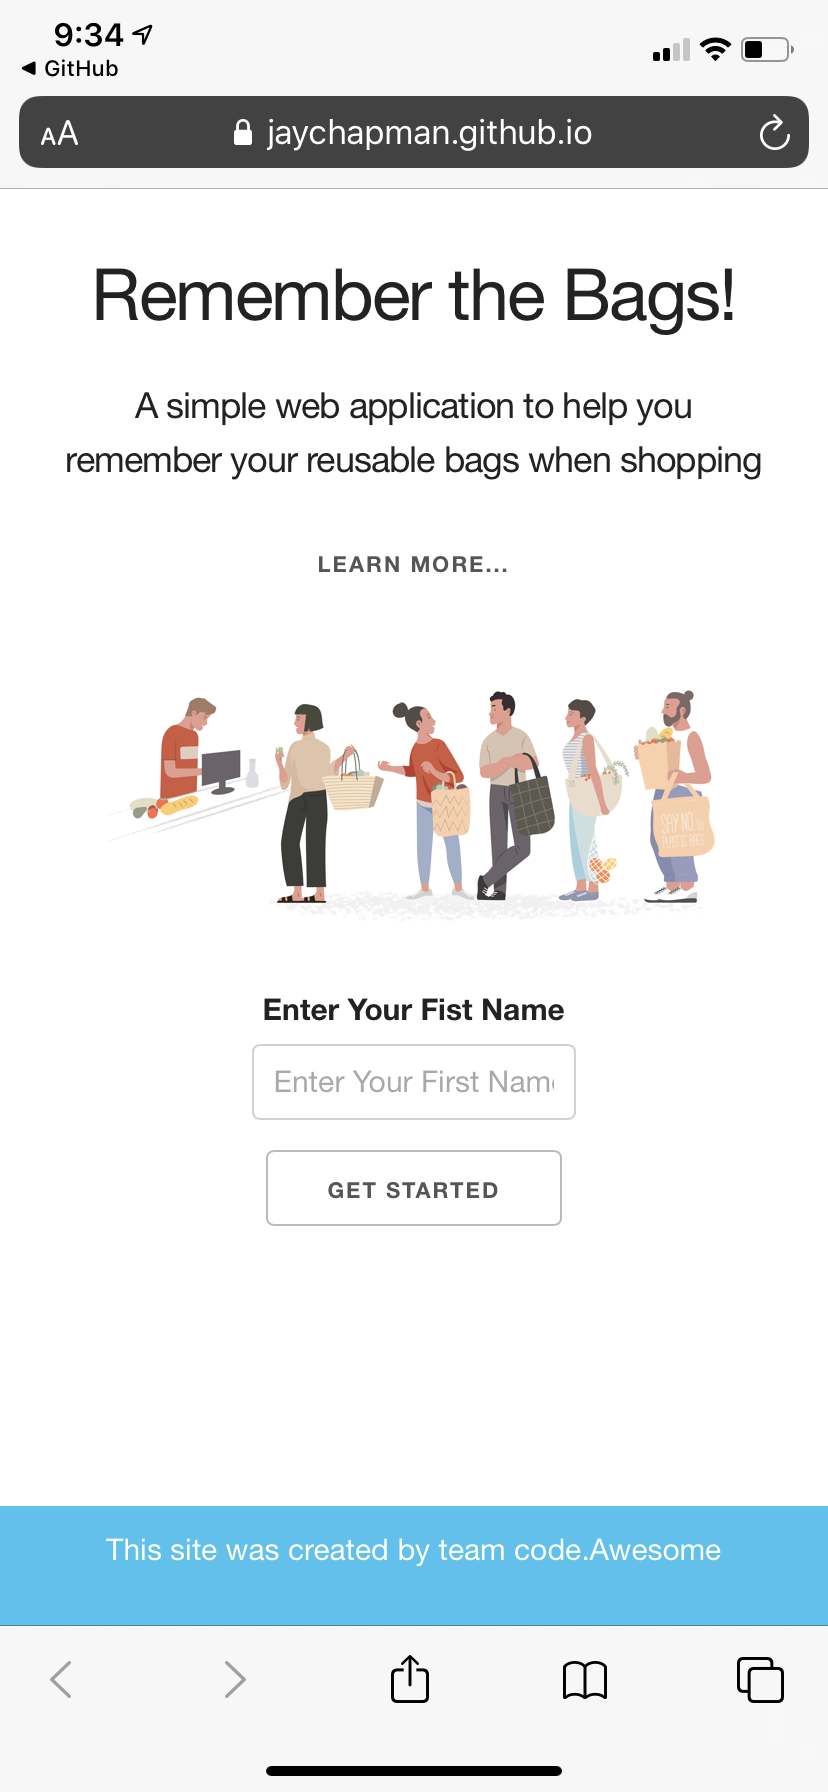 9:34
GitHub
AA
jaychapman.github.io
Remember the Bags!
A simple web application to help you
remember your reusable bags when shopping
LEARN MORE...
SAY NO to
PLASTIC BAGS
Enter Your Fist Name
Enter Your First Nam
GET STARTED
This site was created by team code.Awesome